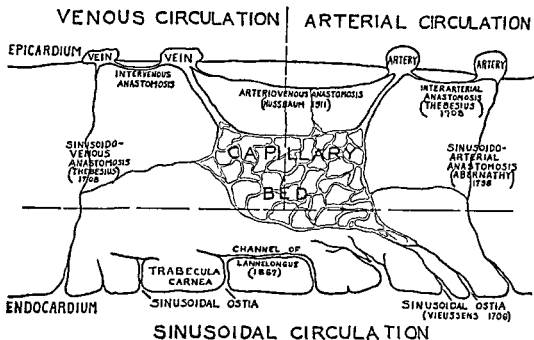 VENOUS CIRCULATION
ARTERIAL CIRCULATION
EPICARDIUM
VEIN
VEIN
ARTERY
ARTERY
INTERVENOUS
ANASTOMOSIS
ARTERIOVENOUS ANASTOMOSIS
(NUSSBAUM 1911)
INTERARTERIAL
ANASTOMOSIS
(THEBESIUS)
1708
SINUSOIDO-
VENOUS
ANASTOMOSIS
(THEBESIUS)
1708
SINUSOIDO-
ARTERIAL
ANASTOMOSIS
(ABERNATHY)
1798
CAPILLARY
BED
CHANNEL OF
LANNELONGUE
(1867)
TRABECULA
CARNEA
ENDOCARDIUM
SINUSOIDAL OSTIA
SINUSOIDAL OSTIA
(VIEUSSENS 1706)
SINUSOIDAL CIRCULATION